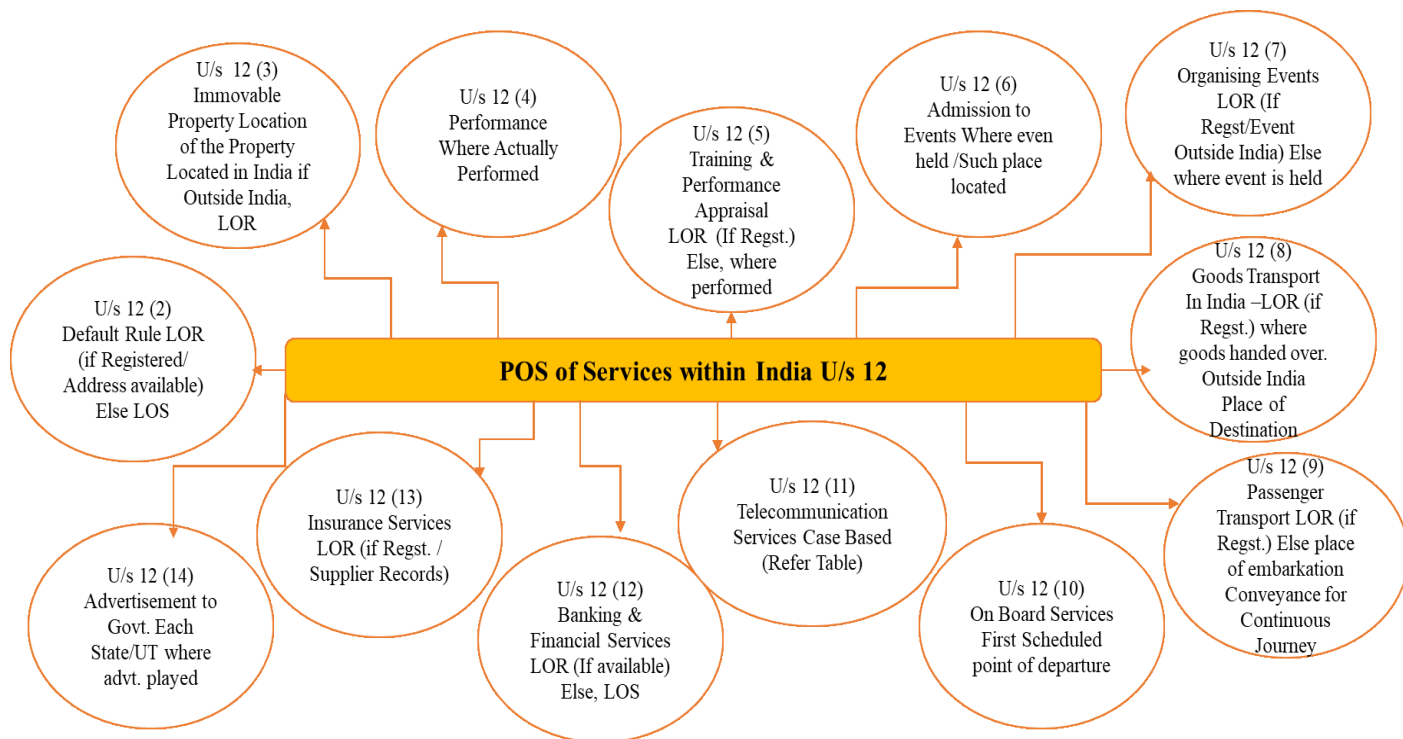 U/s 12 (3)
Immovable
Property Location
of the Property
Located in India if
Outside India,
LOR
U/s 12 (4)
Performance
Where Actually
Performed
U/s 12 (5)
Training &
Performance
Appraisal
LOR (If Regst.)
Else, where
performed
U/s 12 (6)
Admission to
Events Where even
held /Such place
located
U/s 12 (7)
Organising Events
LOR (If
Regst/Event
Outside India) Else
where event is held
U/s 12 (2)
Default Rule LOR
(if Registered/
Address available)
Else LOS
POS of Services within India U/s 12
U/s 12 (8)
Goods Transport
In India –LOR (if
Regst.) where
goods handed over.
Outside India
Place of
Destination
U/s 12 (14)
Advertisement to
Govt. Each
State/UT where
advt. played
U/s 12 (13)
Insurance Services
LOR (if Regst. /
Supplier Records)
U/s 12 (12)
Banking &
Financial Services
LOR (If available)
Else, LOS
U/s 12 (11)
Telecommunication
Services Case Based
(Refer Table)
U/s 12 (10)
On Board Services
First Scheduled
point of departure
U/s 12 (9)
Passenger
Transport LOR (if
Regst.) Else place
of embarkation
Conveyance for
Continuous
Journey